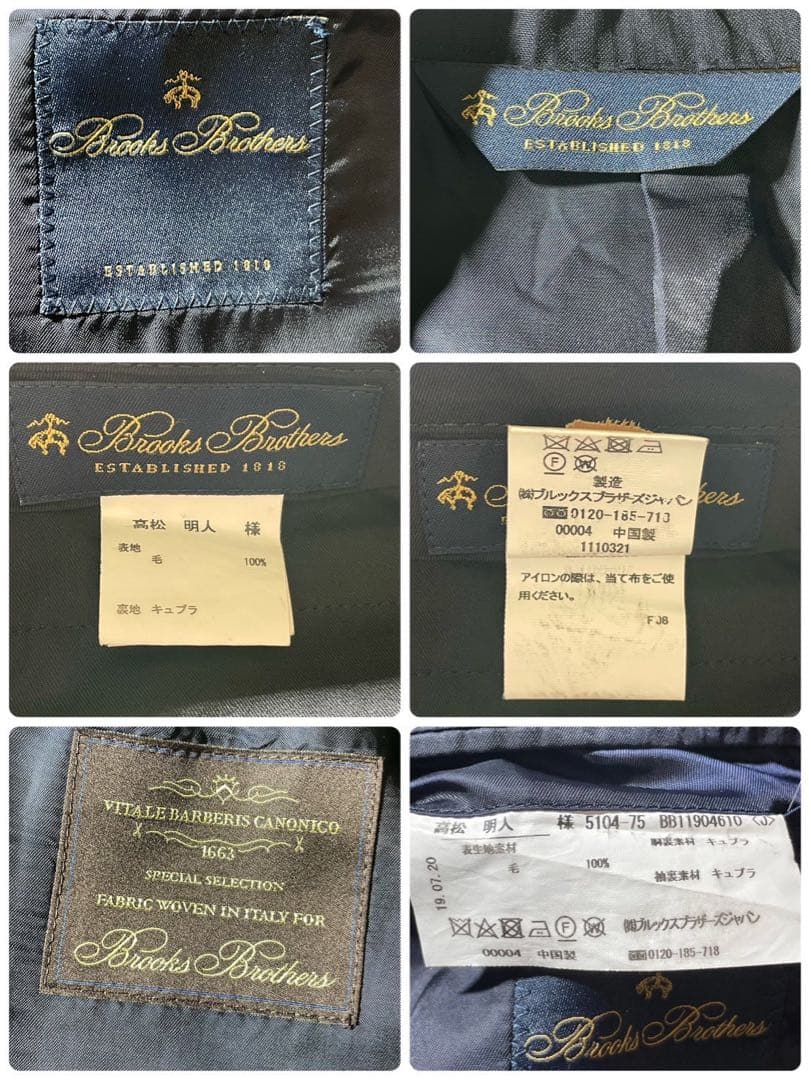 Brooks Brothers
ESTABLISHED 1818
Brooks Brothers
ESTABLISHED 1818
Brooks Brothers
ESTABLISHED 1818
高松 明人 様
表地
毛 100%
裏地 キュプラ
Brothers
製造
㈱ブルックスブラザーズジャパン
0120-185-713
00004 中国製
1110321
アイロンの際は、当て布をご使
用ください。
FJ8
VITALE BARBERIS CANONICO
1663
SPECIAL SELECTION
FABRIC WOVEN IN ITALY FOR
Brooks Brothers
高松 明人 様 5104-75 BB11904610 <J>
表生地素材 胴裏素材 キュプラ
毛 100%
袖裏素材 キュプラ
19.07.20
㈱ブルックスブラザーズジャパン
00004 中国製 0120-185-718
Brooks Brothers